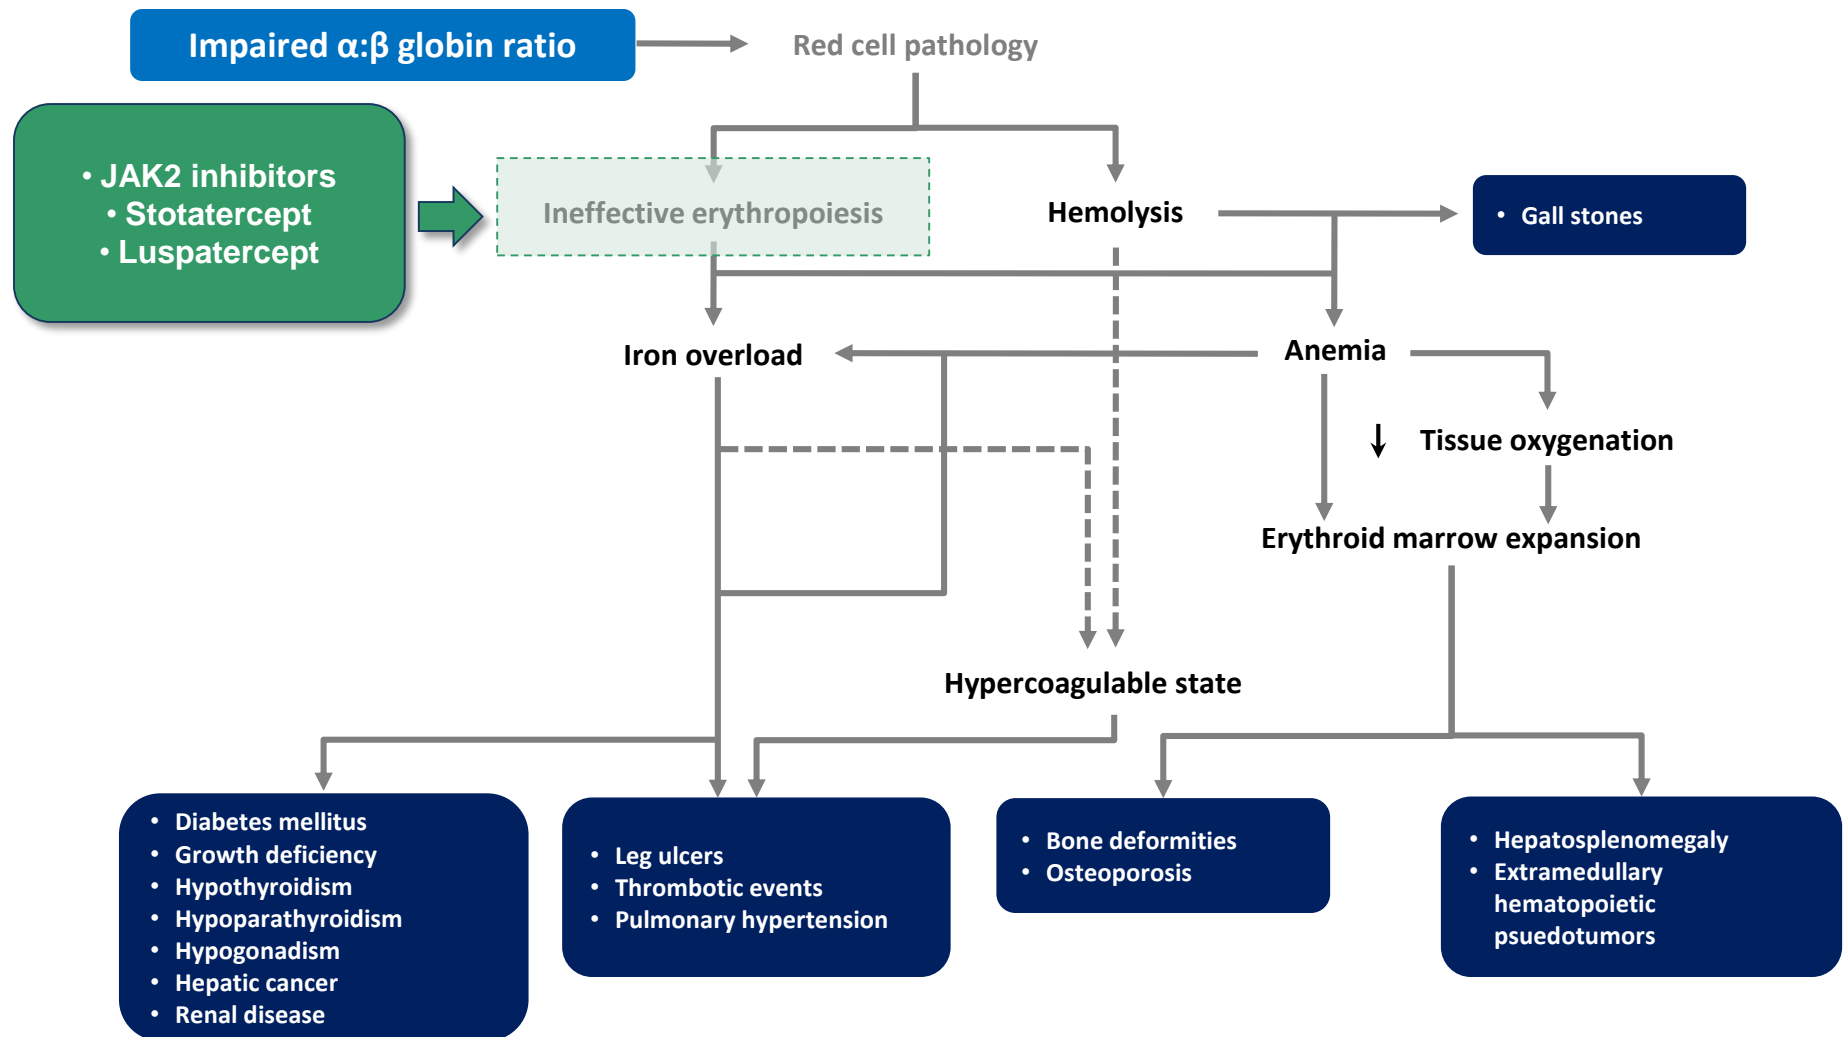 Impaired α:β globin ratio
Red cell pathology
• JAK2 inhibitors
• Stotatercept
• Luspatercept
Ineffective erythropoiesis
Hemolysis
• Gall stones
Iron overload
Anemia
↓ Tissue oxygenation
Erythroid marrow expansion
Hypercoagulable state
• Diabetes mellitus
• Growth deficiency
• Hypothyroidism
• Hypoparathyroidism
• Hypogonadism
• Hepatic cancer
• Renal disease
• Leg ulcers
• Thrombotic events
• Pulmonary hypertension
• Bone deformities
• Osteoporosis
• Hepatosplenomegaly
• Extramedullary
hematopoietic
psuedotumors